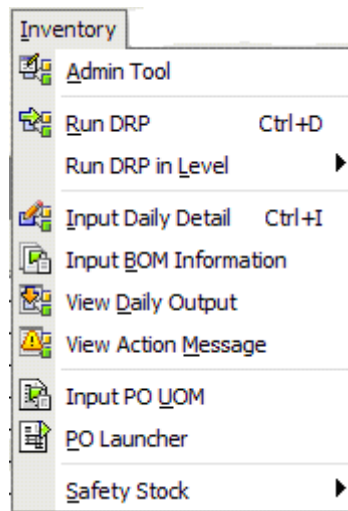 Inventory
Admin Tool
Run DRP Ctrl+D
Run DRP in Level
Input Daily Detail Ctrl+I
Input BOM Information
View Daily Output
View Action Message
Input PO UOM
PO Launcher
Safety Stock